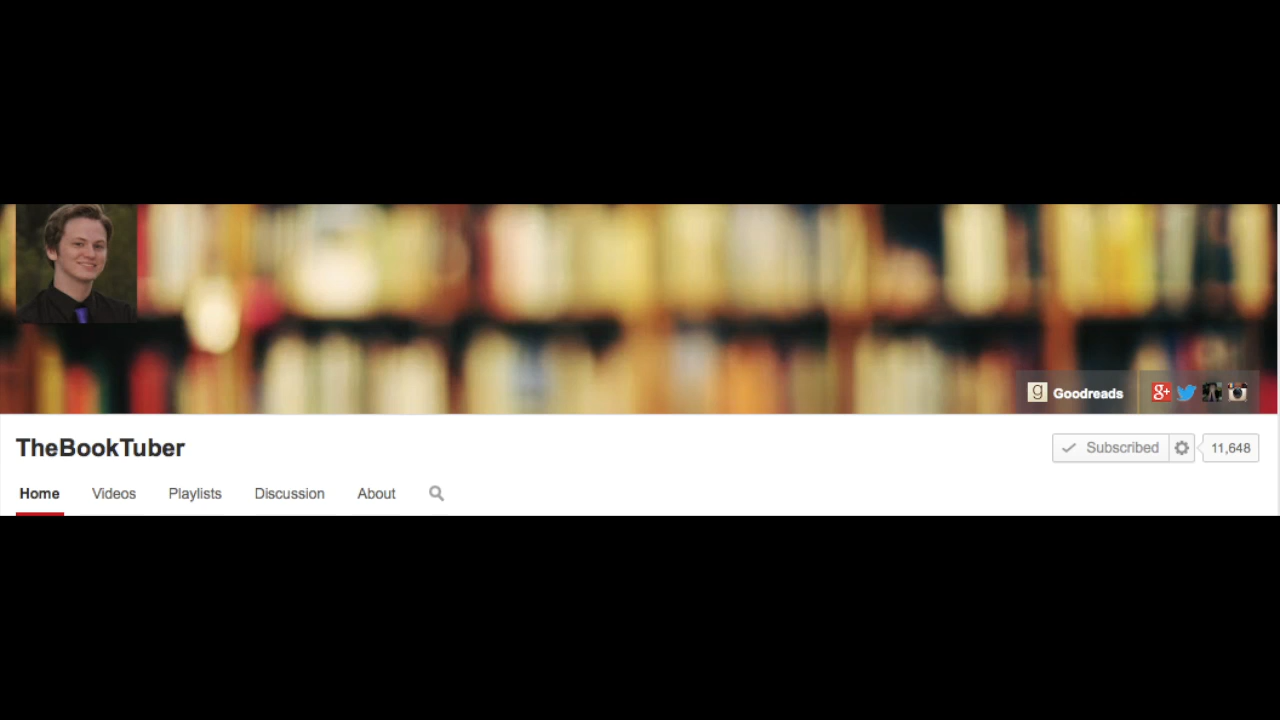 g Goodreads g+
TheBookTuber
Subscribed 11,648
Home Videos Playlists Discussion About